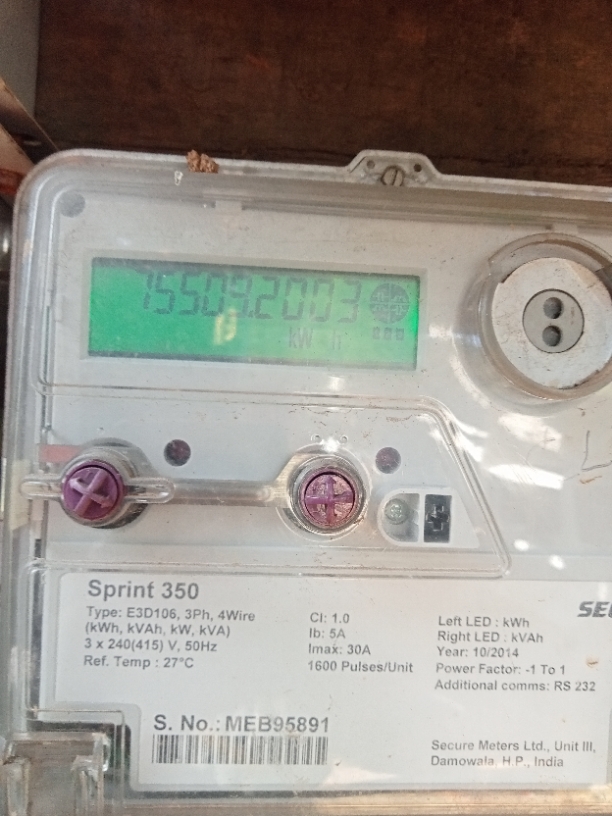 75509.2003
kW h
Sprint 350
Type: E3D106, 3Ph, 4Wire
(kWh, kVAh, kW, kVA)
3 x 240(415) V, 50Hz
Ref. Temp : 27°C
Cl: 1.0
Ib: 5A
Imax: 30A
1600 Pulses/Unit
Left LED : kWh
Right LED : kVAh
Year: 10/2014
Power Factor: -1 To 1
Additional comms: RS 232
S. No.: MEB95891
Secure Meters Ltd., Unit III,
Damowala, H.P., India